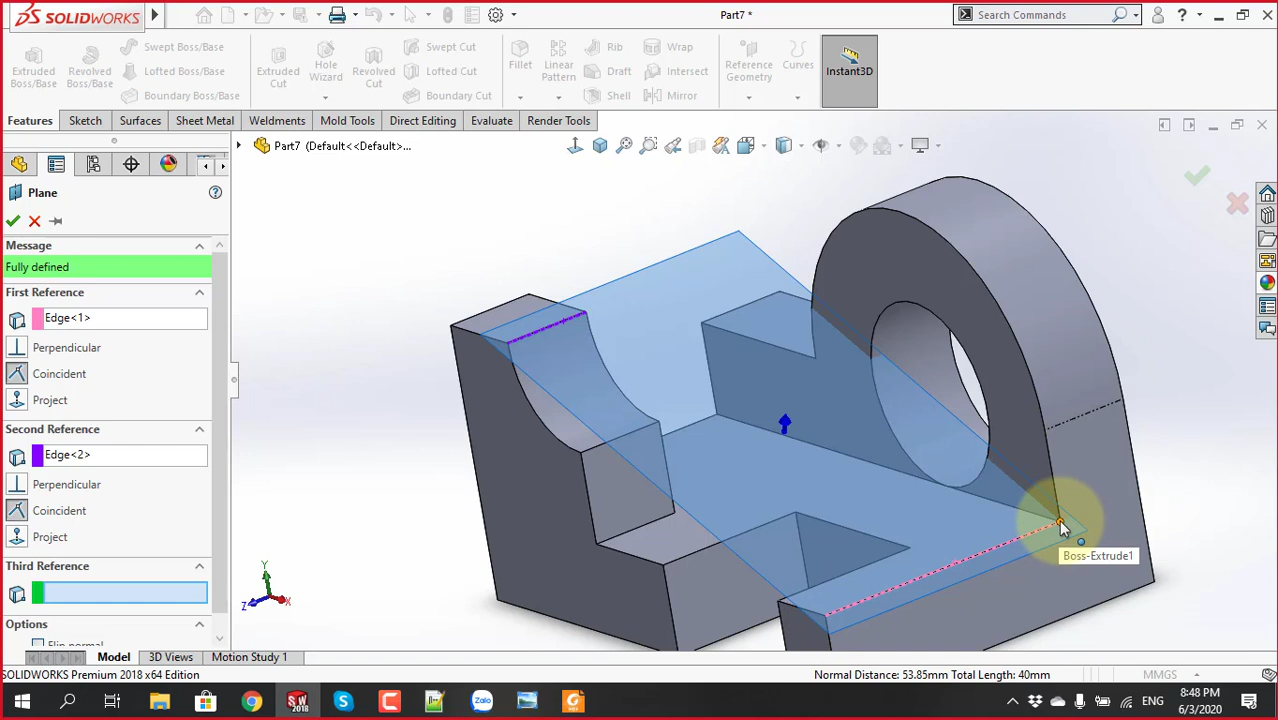 SOLIDWORKS
Part7 *
Search Commands
Extruded Boss/Base
Revolved Boss/Base
Swept Boss/Base
Lofted Boss/Base
Boundary Boss/Base
Extruded Cut
Hole Wizard
Revolved Cut
Swept Cut
Lofted Cut
Boundary Cut
Fillet
Linear Pattern
Rib
Draft
Shell
Wrap
Intersect
Mirror
Reference Geometry
Curves
Instant3D
Features
Sketch
Surfaces
Sheet Metal
Weldments
Mold Tools
Direct Editing
Evaluate
Render Tools
Part7 (Default<<Default>...
Plane
Message
Fully defined
First Reference
Edge<1>
Perpendicular
Coincident
Project
Second Reference
Edge<2>
Perpendicular
Coincident
Project
Third Reference
Options
Flip normal
Boss-Extrude1
Y
Z
X
Model
3D Views
Motion Study 1
SOLIDWORKS Premium 2018 x64 Edition
Normal Distance: 53.85mm Total Length: 40mm
MMGS
SW
2018
ENG
8:48 PM
6/3/2020